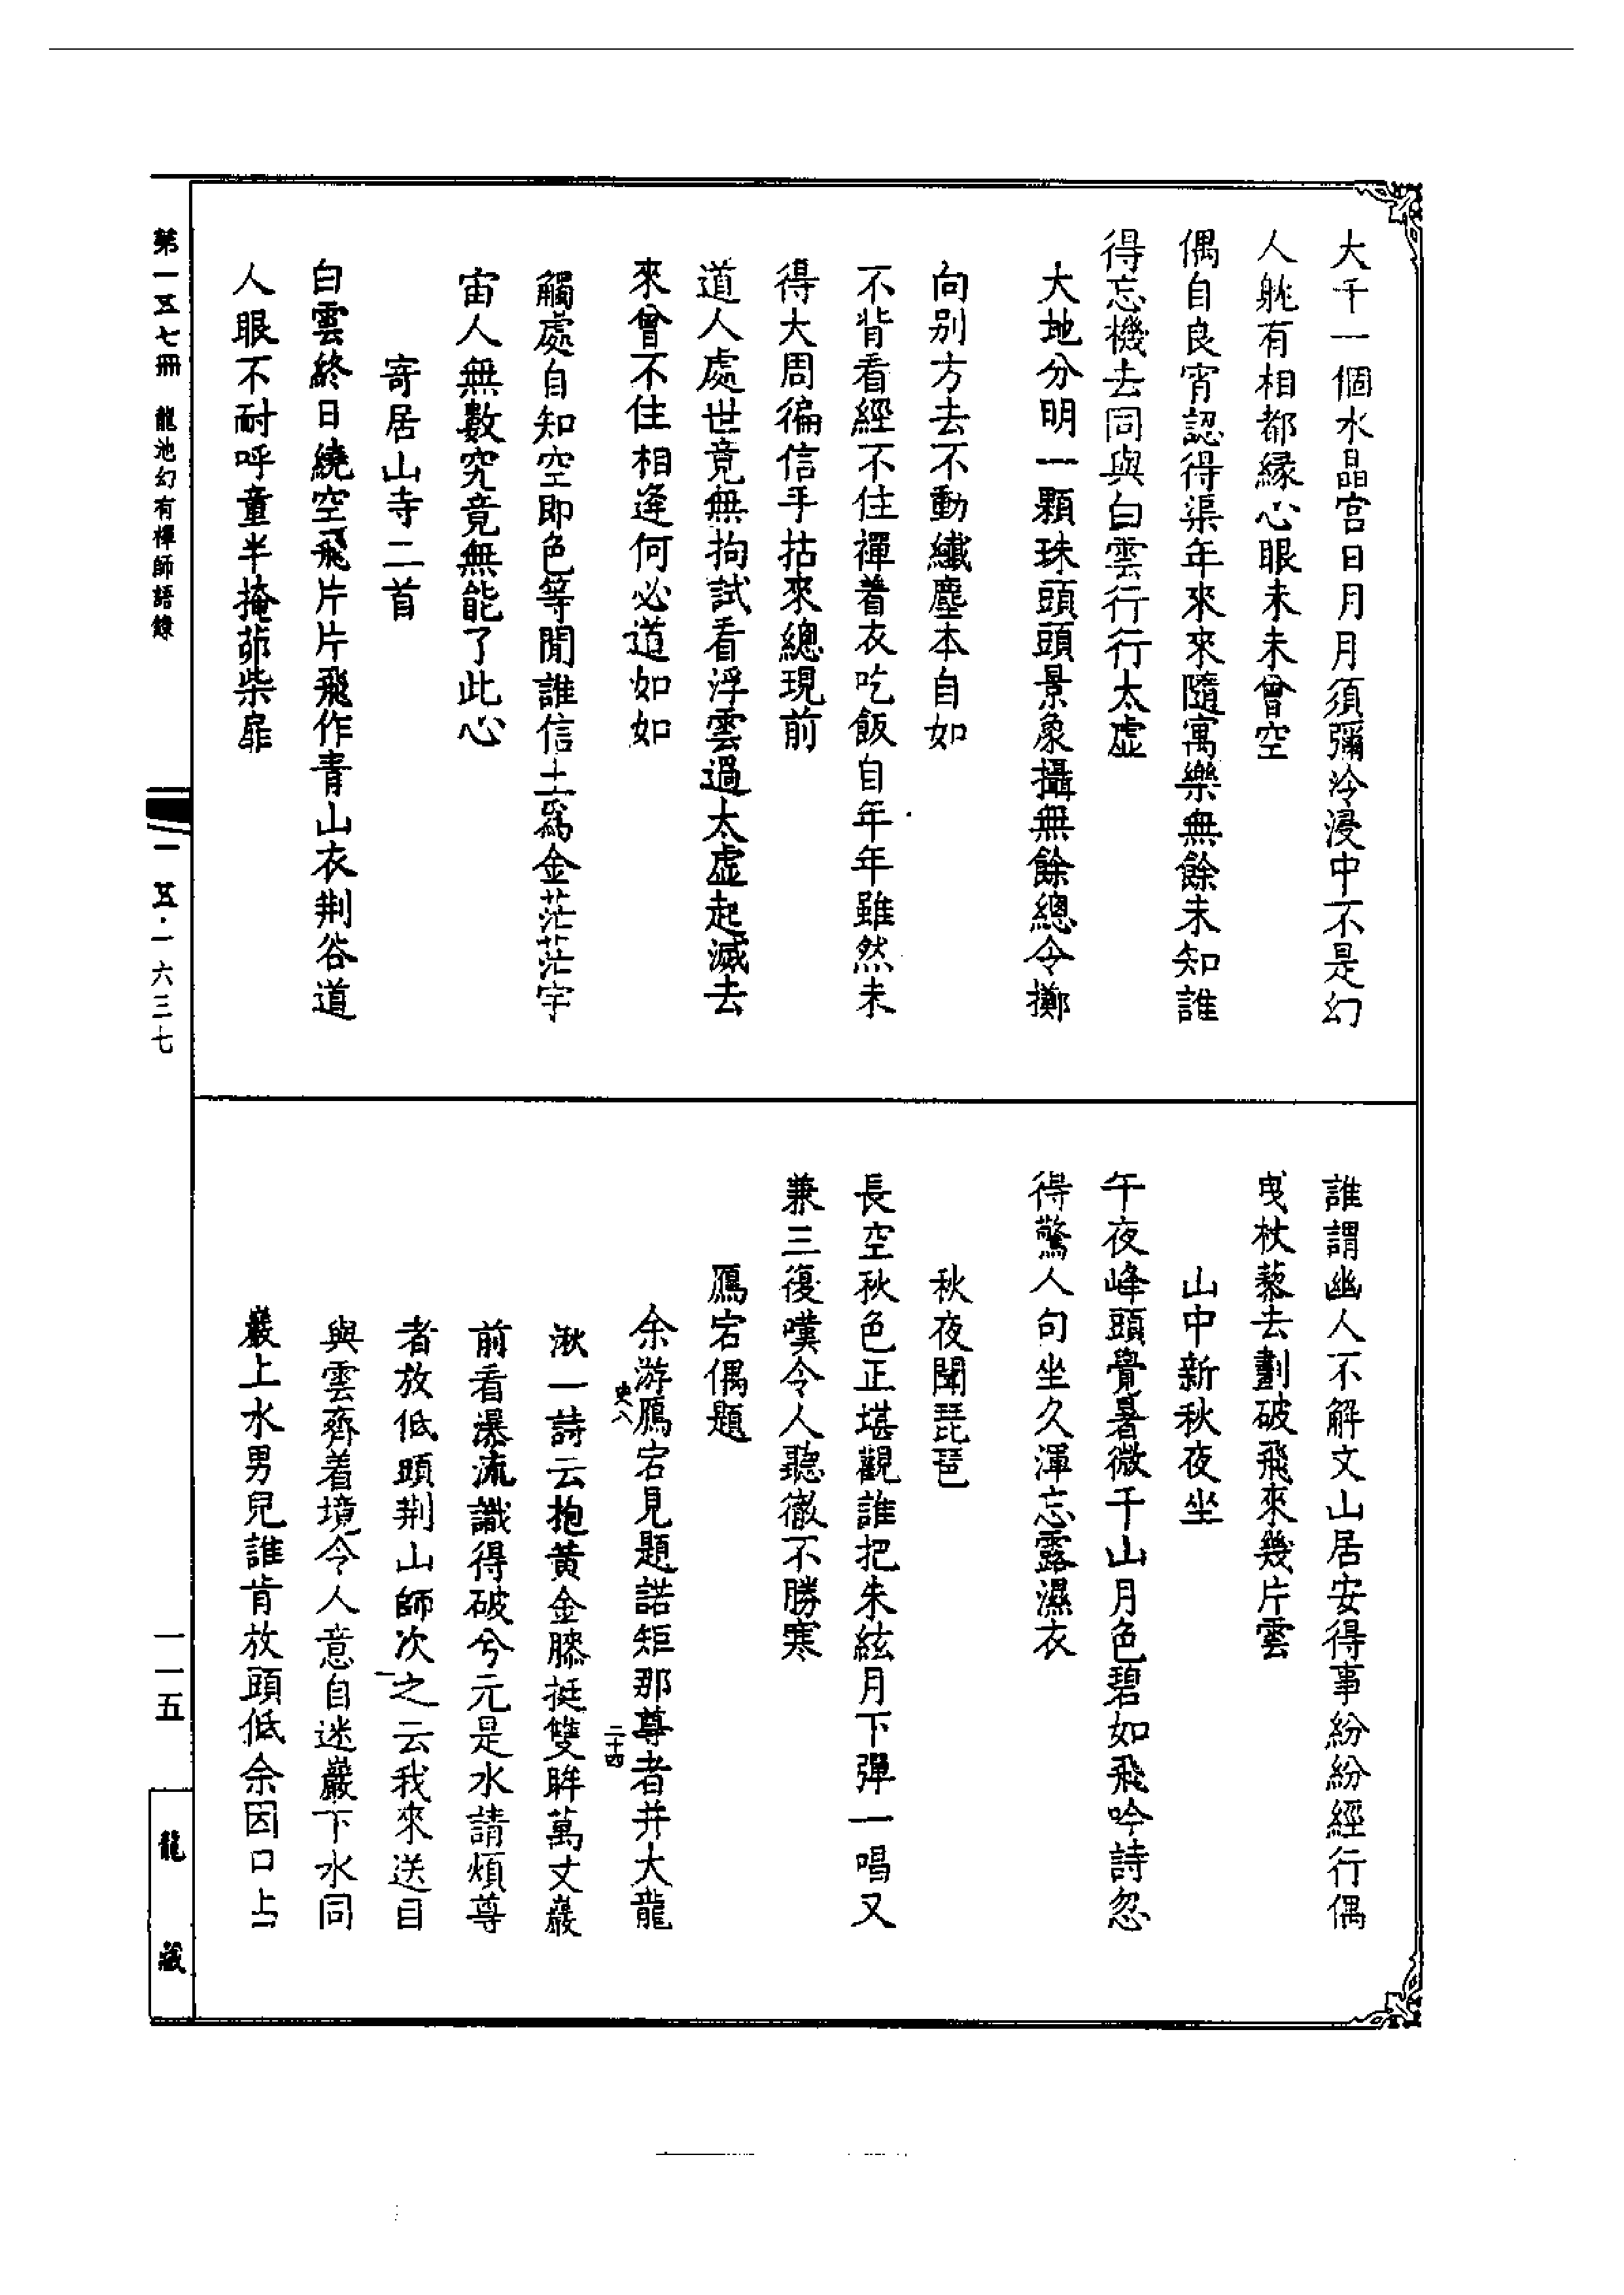 大千一個水晶宮日月月須彌冷浸中不是幻
人能有相都緣心眼未未曾空
偶自良宵認得渠年來來隨寓樂無餘未知誰
得忘機去同與白雲行行太虛
大地分明一顆珠頭頭景象攝無餘總令擲
向别方去不動纖塵本自如
不背看經不住禪着衣吃飯自年年雖然未
得大周徧信手拈來總現前
道人處世竟無拘試看浮雲過太虛起滅去
來曾不住相逢何必道如如
觸處自知空即色等閒誰信土爲金茫茫宇
宙人無數究竟無能了此心
寄居山寺二首
白雲終日繞空飛片片飛作青山衣荆谷道
人眼不耐呼童半掩茆柴扉
誰謂幽人不解文山居安得事紛紛經行偶
曳杖藜去劃破飛來幾片雲
山中新秋夜坐
午夜峰頭覺暑微千山月色碧如飛吟詩忽
得驚人句坐久渾忘露濕衣
秋夜聞琵琶
長空秋色正堪觀誰把朱絃月下彈一唱又
兼三復嘆令人聽徹不勝寒
鴈宕偶題
余游鴈宕見題諾矩那尊者并大龍
史八
二十四
湫一詩云抱黄金膝挺雙眸萬丈巖
前看瀑流識得破兮元是水請煩尊
者放低頭荆山師次之云我來送目
與雲齊着境令人意自迷巖下水同
巖上水男兒誰肯放頭低余因口占
第一五七冊 龍池幻有禪師語錄
一五·一六三七
一一五
龍藏